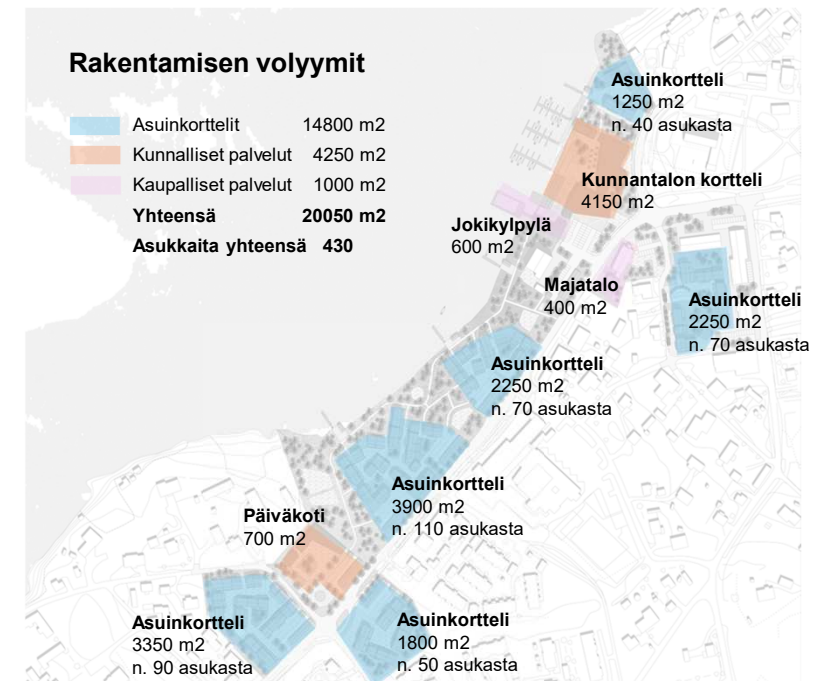 Rakentamisen volyymit
Asuinkorttelit 14800 m2
Kunnalliset palvelut 4250 m2
Kaupalliset palvelut 1000 m2
Yhteensä 20050 m2
Asukkaita yhteensä 430
Asuinkortteli
1250 m2
n. 40 asukasta
Kunnantalon kortteli
4150 m2
Jokikylpylä
600 m2
Majatalo
400 m2
Asuinkortteli
2250 m2
n. 70 asukasta
Asuinkortteli
2250 m2
n. 70 asukasta
Asuinkortteli
3900 m2
n. 110 asukasta
Päiväkoti
700 m2
Asuinkortteli
3350 m2
n. 90 asukasta
Asuinkortteli
1800 m2
n. 50 asukasta